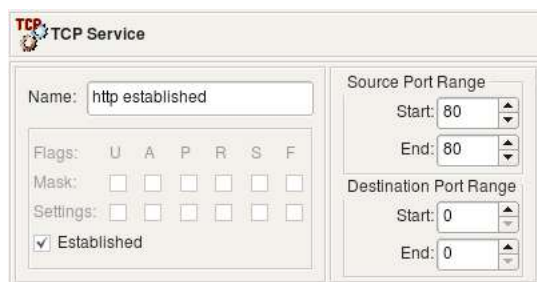 TCP TCP Service
Name: http established
Flags: U A P R S F
Mask:
Settings:
Established
Source Port Range
Start: 80
End: 80
Destination Port Range
Start: 0
End: 0